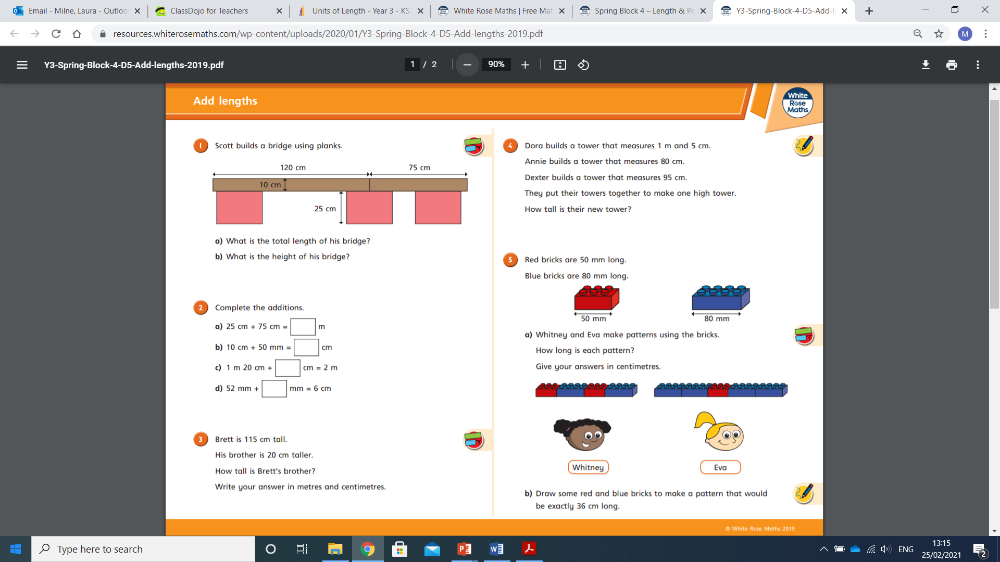 Email - Milne, Laura - Outloo
ClassDojo for Teachers
Units of Length - Year 3 - KS2
White Rose Maths | Free Mat
Spring Block 4 – Length & Pe
Y3-Spring-Block-4-D5-Add-l
resources.whiterosemaths.com/wp-content/uploads/2020/01/Y3-Spring-Block-4-D5-Add-lengths-2019.pdf
M
Y3-Spring-Block-4-D5-Add-lengths-2019.pdf
1 / 2
90%
Add lengths
White
Rose
Maths
1 Scott builds a bridge using planks.
120 cm
75 cm
10 cm
25 cm
a) What is the total length of his bridge?
b) What is the height of his bridge?
2 Complete the additions.
a) 25 cm + 75 cm = m
b) 10 cm + 50 mm = cm
c) 1 m 20 cm + cm = 2 m
d) 52 mm + mm = 6 cm
3 Brett is 115 cm tall.
His brother is 20 cm taller.
How tall is Brett's brother?
Write your answer in metres and centimetres.
4 Dora builds a tower that measures 1 m and 5 cm.
Annie builds a tower that measures 80 cm.
Dexter builds a tower that measures 95 cm.
They put their towers together to make one high tower.
How tall is their new tower?
5 Red bricks are 50 mm long.
Blue bricks are 80 mm long.
50 mm
80 mm
a) Whitney and Eva make patterns using the bricks.
How long is each pattern?
Give your answers in centimetres.
Whitney
Eva
b) Draw some red and blue bricks to make a pattern that would
be exactly 36 cm long.
© White Rose Maths 2019
Type here to search
ENG
13:15
25/02/2021
2